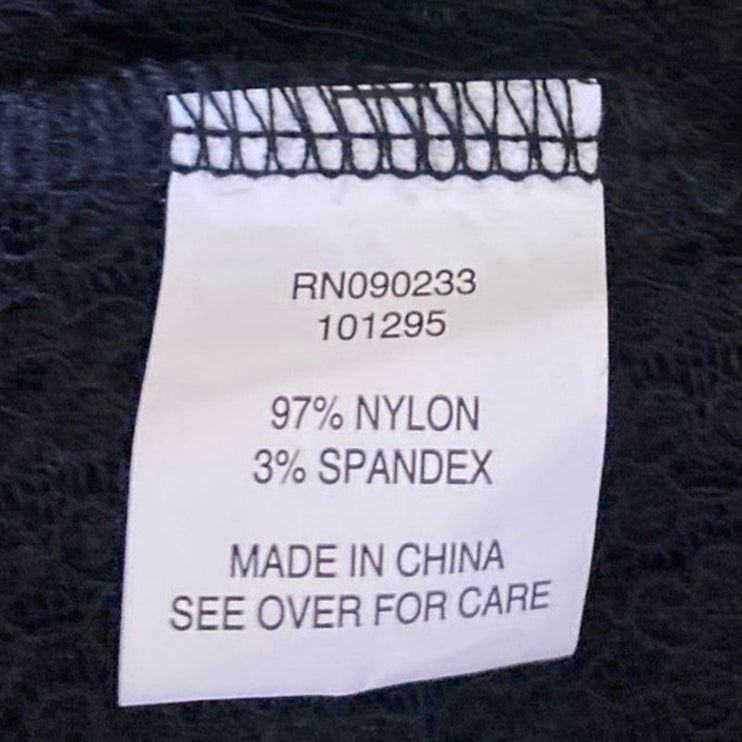 RN090233
101295
97% NYLON
3% SPANDEX
MADE IN CHINA
SEE OVER FOR CARE